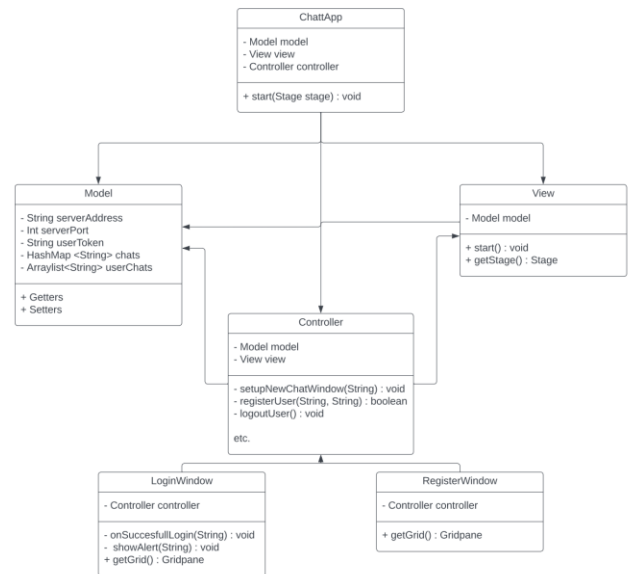 ChattApp
- Model model
- View view
- Controller controller
+ start(Stage stage) : void
Model
- String serverAddress
- Int serverPort
- String userToken
- HashMap <String> chats
- Arraylist<String> userChats
+ Getters
+ Setters
View
- Model model
+ start() : void
+ getStage() : Stage
Controller
- Model model
- View view
- setupNewChatWindow(String) : void
- registerUser(String, String) : boolean
- logoutUser() : void
etc.
LoginWindow
- Controller controller
- onSuccesfullLogin(String) : void
- showAlert(String) : void
+ getGrid() : Gridpane
RegisterWindow
- Controller controller
+ getGrid() : Gridpane